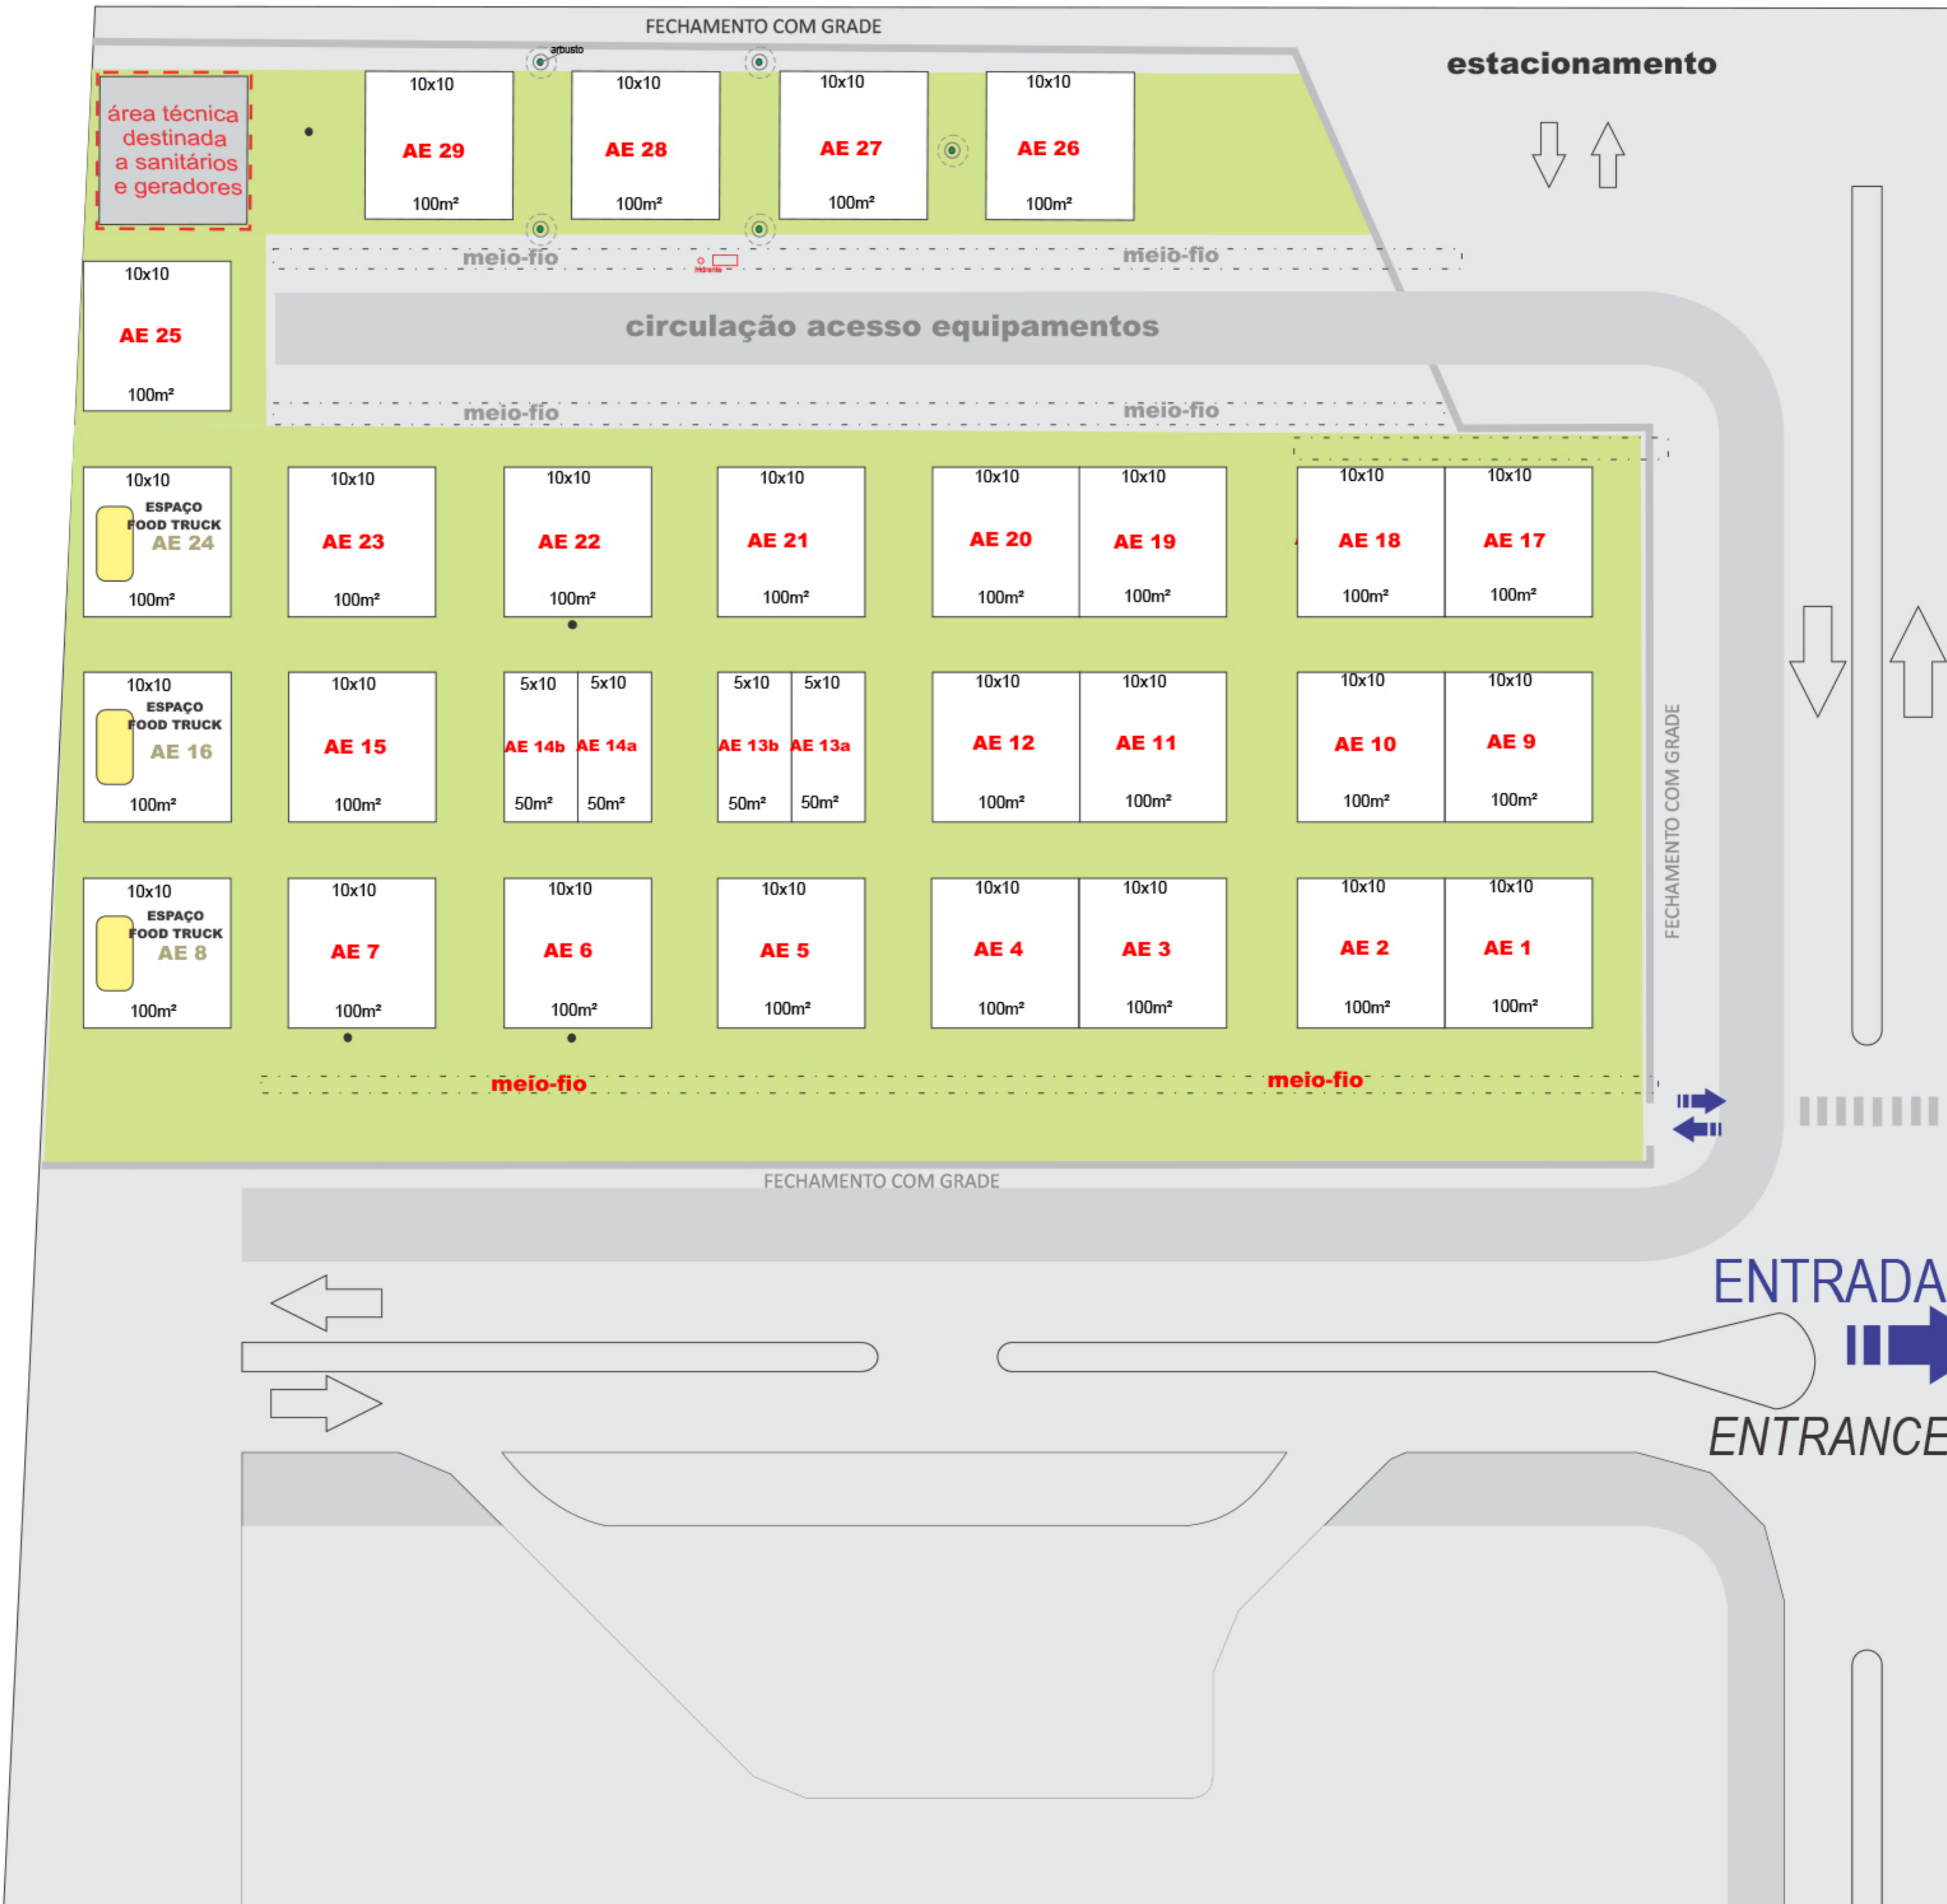 FECHAMENTO COM GRADE
arbusto
estacionamento
área técnica
destinada
a sanitários
e geradores
10x10
AE 29
100m²
10x10
AE 28
100m²
10x10
AE 27
100m²
10x10
AE 26
100m²
meio-fio
hidrante
meio-fio
10x10
AE 25
100m²
circulação acesso equipamentos
meio-fio
meio-fio
10x10
ESPAÇO
FOOD TRUCK
AE 24
100m²
10x10
AE 23
100m²
10x10
AE 22
100m²
10x10
AE 21
100m²
10x10
AE 20
100m²
10x10
AE 19
100m²
10x10
AE 18
100m²
10x10
AE 17
100m²
10x10
ESPAÇO
FOOD TRUCK
AE 16
100m²
10x10
AE 15
100m²
5x10
AE 14b
50m²
5x10
AE 14a
50m²
5x10
AE 13b
50m²
5x10
AE 13a
50m²
10x10
AE 12
100m²
10x10
AE 11
100m²
10x10
AE 10
100m²
10x10
AE 9
100m²
FECHAMENTO COM GRADE
10x10
ESPAÇO
FOOD TRUCK
AE 8
100m²
10x10
AE 7
100m²
10x10
AE 6
100m²
10x10
AE 5
100m²
10x10
AE 4
100m²
10x10
AE 3
100m²
10x10
AE 2
100m²
10x10
AE 1
100m²
meio-fio
meio-fio
FECHAMENTO COM GRADE
ENTRADA
ENTRANCE